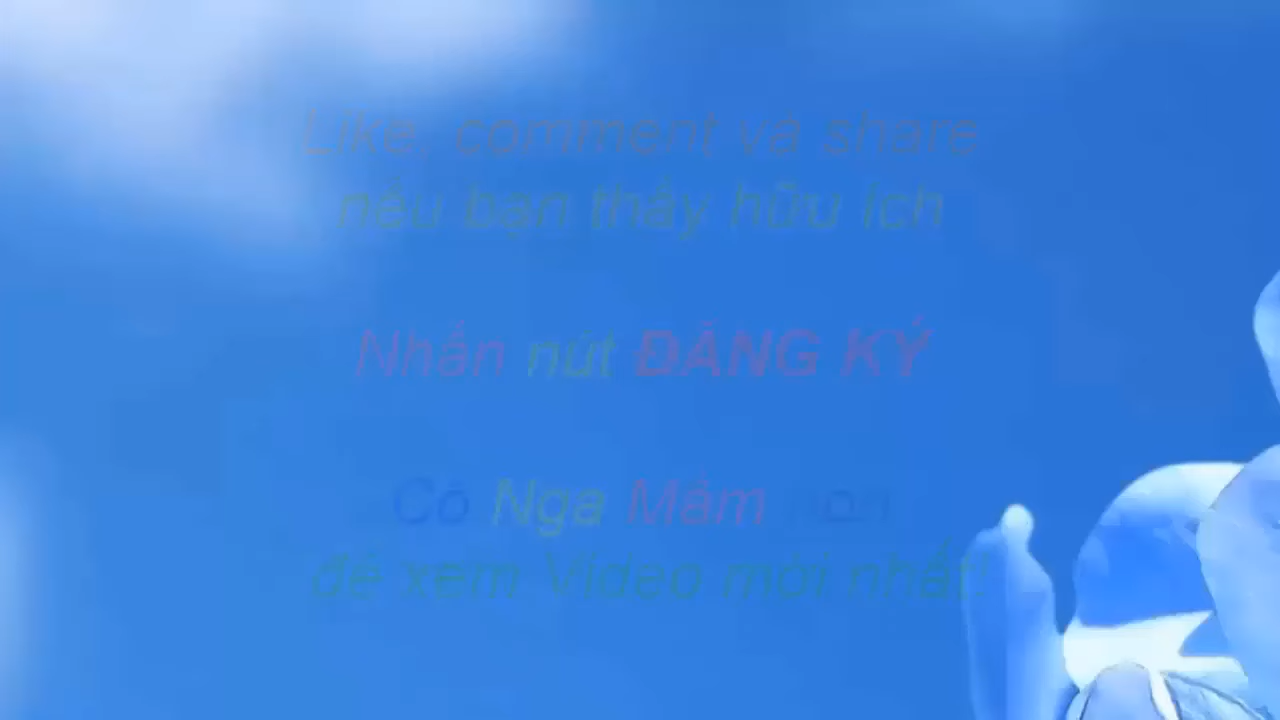 Like, comment và share
nếu bạn thấy hữu ích
Nhấn nút ĐĂNG KÝ
Cô Nga Mầm non
để xem Video mới nhất!